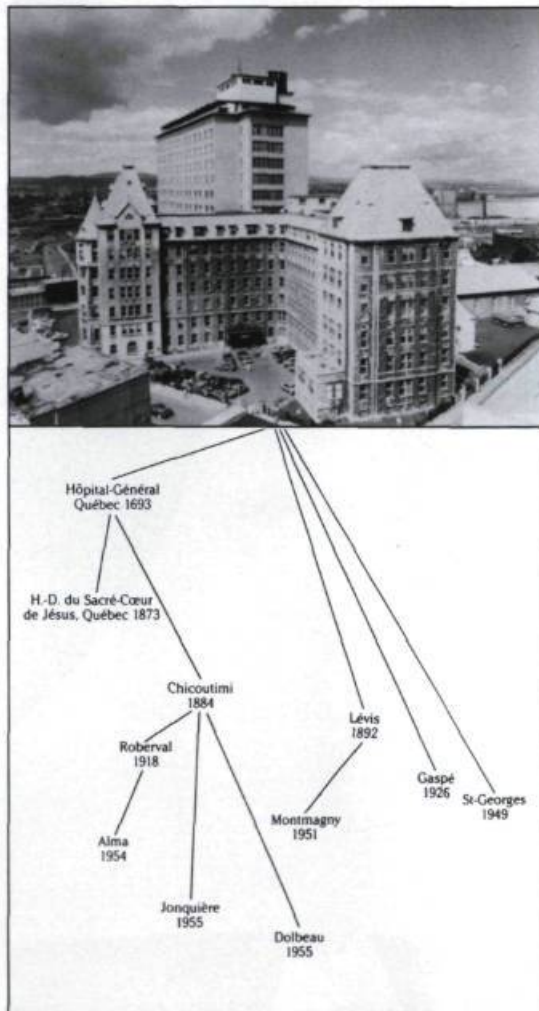 Hôpital-Général
Québec 1693
H.-D. du Sacré-Cœur
de Jésus, Québec 1873
Chicoutimi
1884
Lévis
1892
Roberval
1918
Gaspé
1926
St-Georges
1949
Montmagny
1951
Alma
1954
Jonquière
1955
Dolbeau
1955